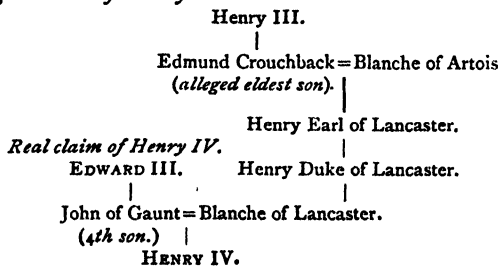 Henry III.
Edmund Crouchback = Blanche of Artois
(alleged eldest son).
Henry Earl of Lancaster.
Real claim of Henry IV.
EDWARD III. Henry Duke of Lancaster.
John of Gaunt = Blanche of Lancaster.
(4th son.)
HENRY IV.